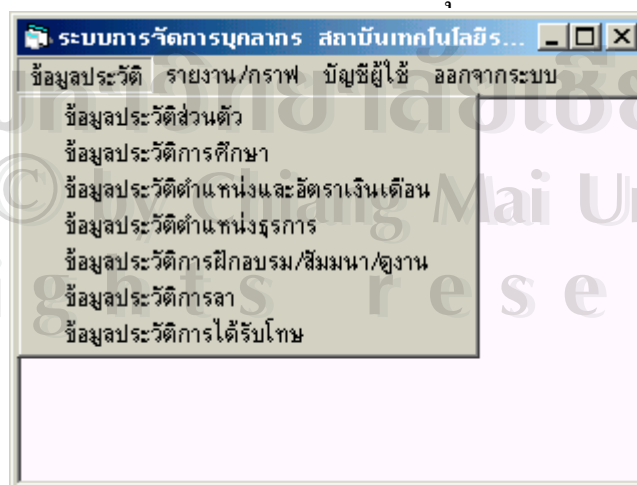 ระบบการจัดการบุคลากร สถาบันเทคโนโลยีร...
ข้อมูลประวัติ รายงาน/กราฟ บัญชีผู้ใช้ ออกจากระบบ
ข้อมูลประวัติส่วนตัว
ข้อมูลประวัติการศึกษา
ข้อมูลประวัติตำแหน่งและอัตราเงินเดือน
ข้อมูลประวัติตำแหน่งธุรการ
ข้อมูลประวัติการฝึกอบรม/สัมมนา/ดูงาน
ข้อมูลประวัติการลา
ข้อมูลประวัติการได้รับโทษ
© by Chiang Mai Un
ights rese